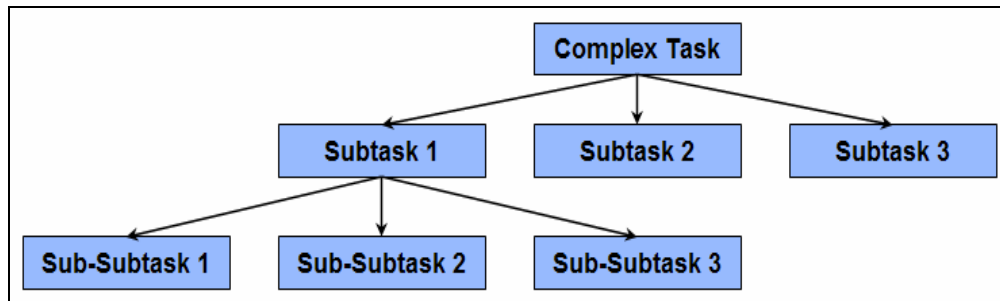 Complex Task
Subtask 1
Subtask 2
Subtask 3
Sub-Subtask 1
Sub-Subtask 2
Sub-Subtask 3